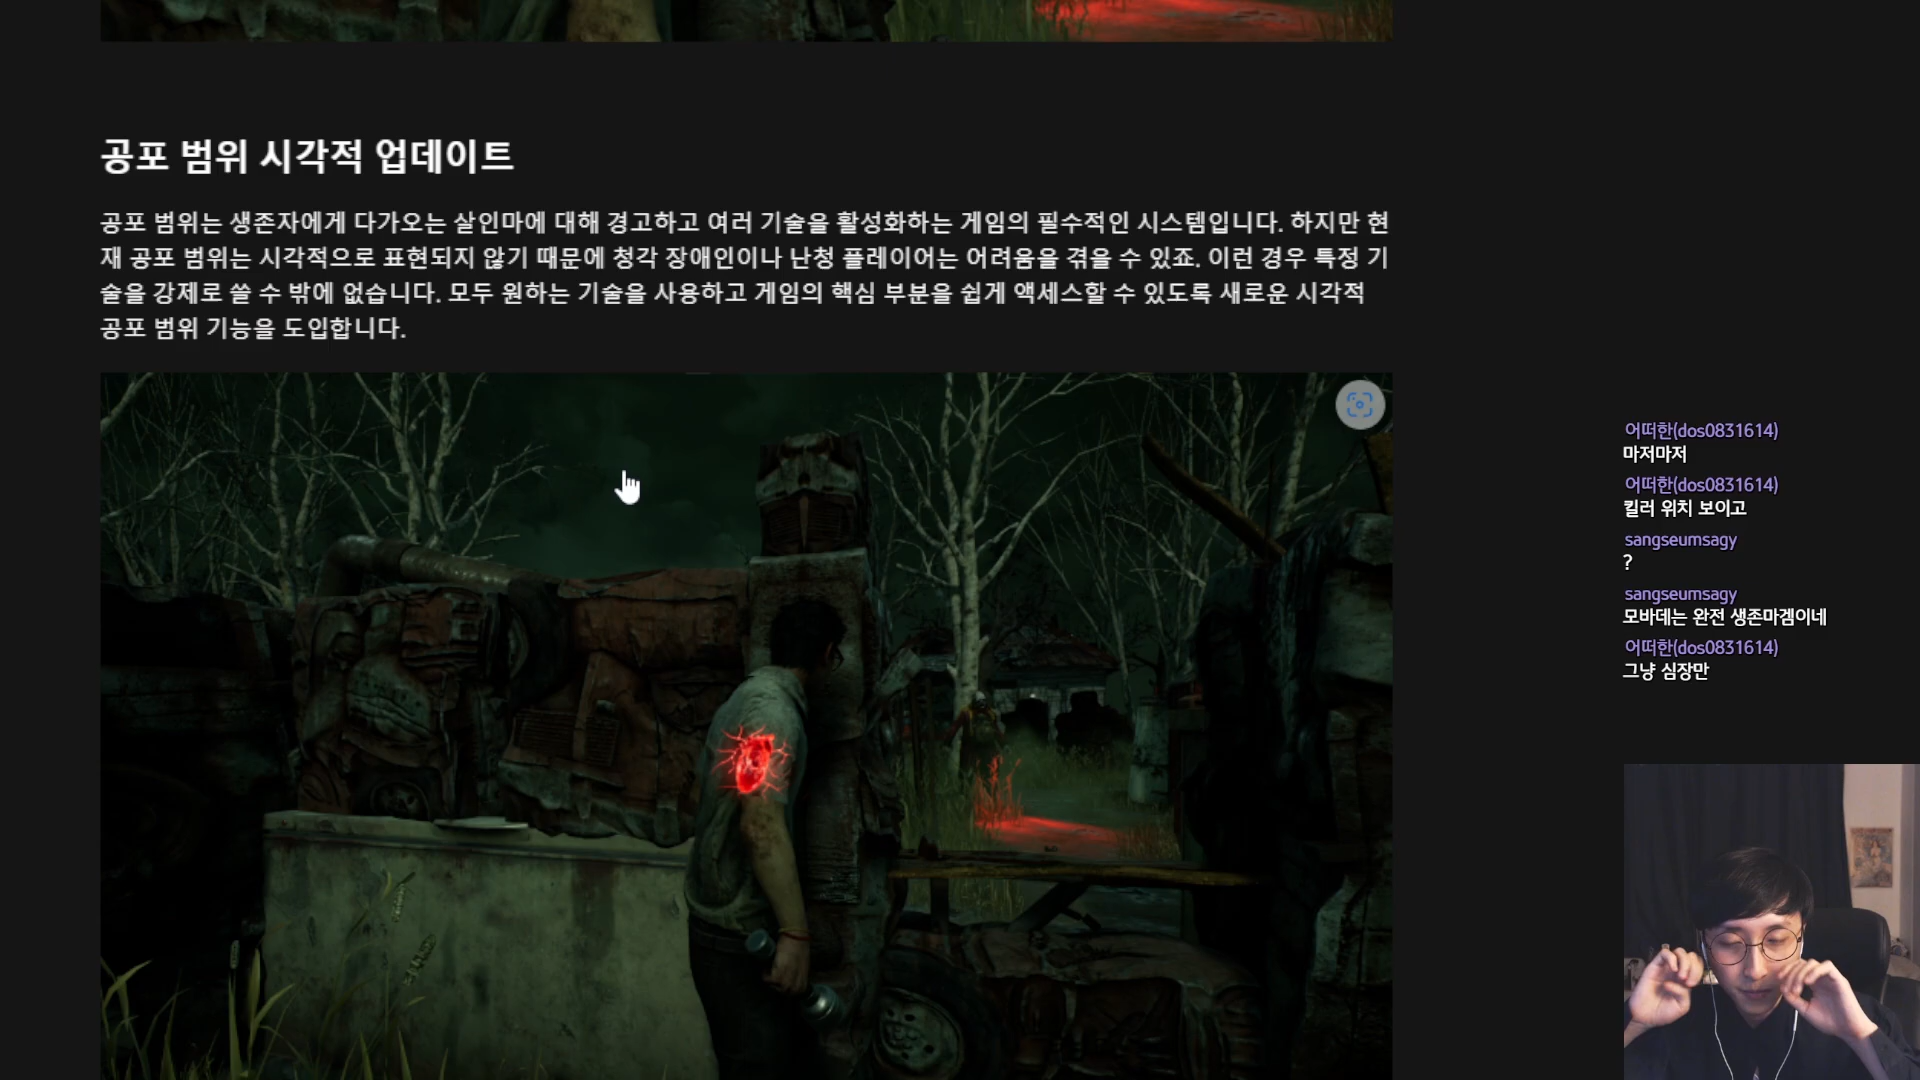 공포 범위 시각적 업데이트
공포 범위는 생존자에게 다가오는 살인마에 대해 경고하고 여러 기술을 활성화하는 게임의 필수적인 시스템입니다. 하지만 현
재 공포 범위는 시각적으로 표현되지 않기 때문에 청각 장애인이나 난청 플레이어는 어려움을 겪을 수 있죠. 이런 경우 특정 기
술을 강제로 쓸 수 밖에 없습니다. 모두 원하는 기술을 사용하고 게임의 핵심 부분을 쉽게 액세스할 수 있도록 새로운 시각적
공포 범위 기능을 도입합니다.
어떠한(dos0831614)
마저마저
어떠한(dos0831614)
킬러 위치 보이고
sangseumsagy
?
sangseumsagy
모바데는 완전 생존마겜이네
어떠한(dos0831614)
그냥 심장만